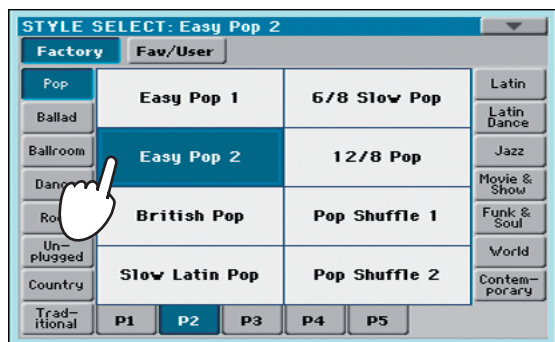 STYLE SELECT: Easy Pop 2
Factory Fav/User
Pop
Ballad
Ballroom
Un-
plugged
Country
Trad-
itional
Easy Pop 1
6/8 Slow Pop
Easy Pop 2
12/8 Pop
British Pop
Pop Shuffle 1
Slow Latin Pop
Pop Shuffle 2
Latin
Latin
Dance
Jazz
Movie &
Show
Funk &
Soul
World
Contem-
porary
P1 P2 P3 P4 P5